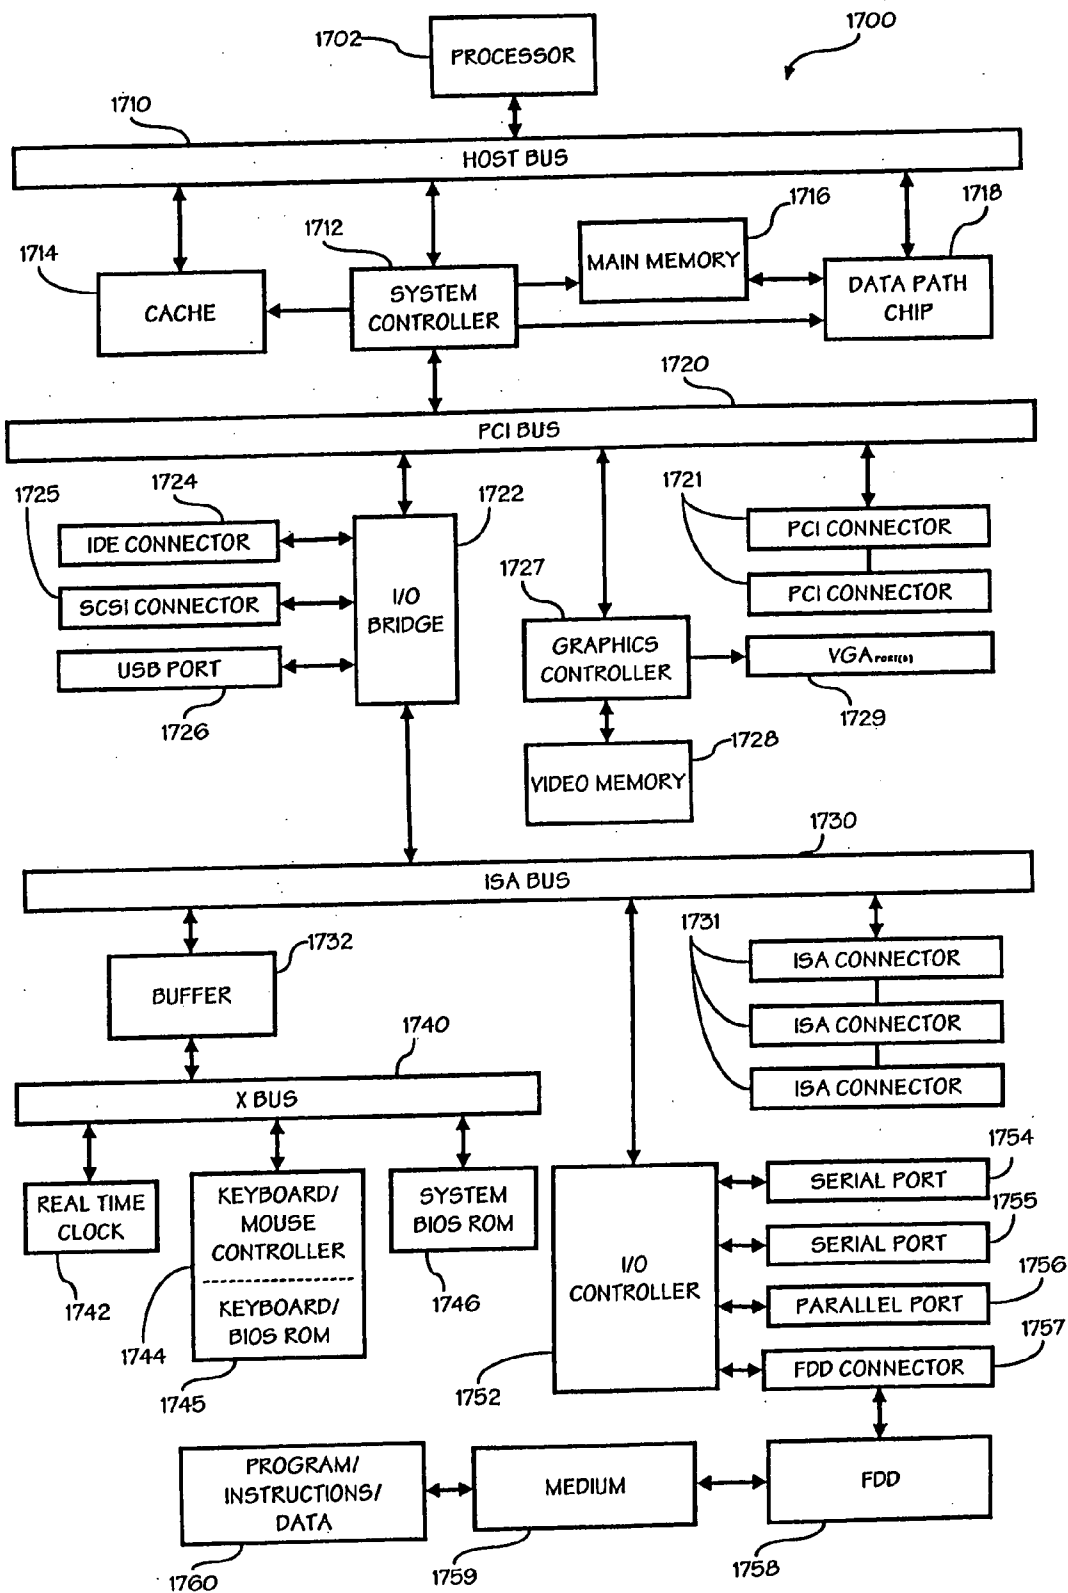 1702
PROCESSOR
1700
1710
HOST BUS
1716
1718
1714
1712
MAIN MEMORY
DATA PATH
CHIP
CACHE
SYSTEM
CONTROLLER
1720
PCI BUS
1725
1724
1722
1721
IDE CONNECTOR
PCI CONNECTOR
SCSI CONNECTOR
I/O
BRIDGE
1727
PCI CONNECTOR
USB PORT
GRAPHICS
CONTROLLER
VGA PORT(S)
1726
1729
1728
VIDEO MEMORY
1730
ISA BUS
1732
1731
ISA CONNECTOR
BUFFER
ISA CONNECTOR
1740
ISA CONNECTOR
X BUS
1754
REAL TIME
CLOCK
KEYBOARD/
MOUSE
CONTROLLER
SYSTEM
BIOS ROM
SERIAL PORT
1755
SERIAL PORT
I/O
CONTROLLER
1756
1742
KEYBOARD/
BIOS ROM
1746
PARALLEL PORT
1757
1744
FDD CONNECTOR
1745
1752
PROGRAM/
INSTRUCTIONS/
DATA
MEDIUM
FDD
1760
1759
1758